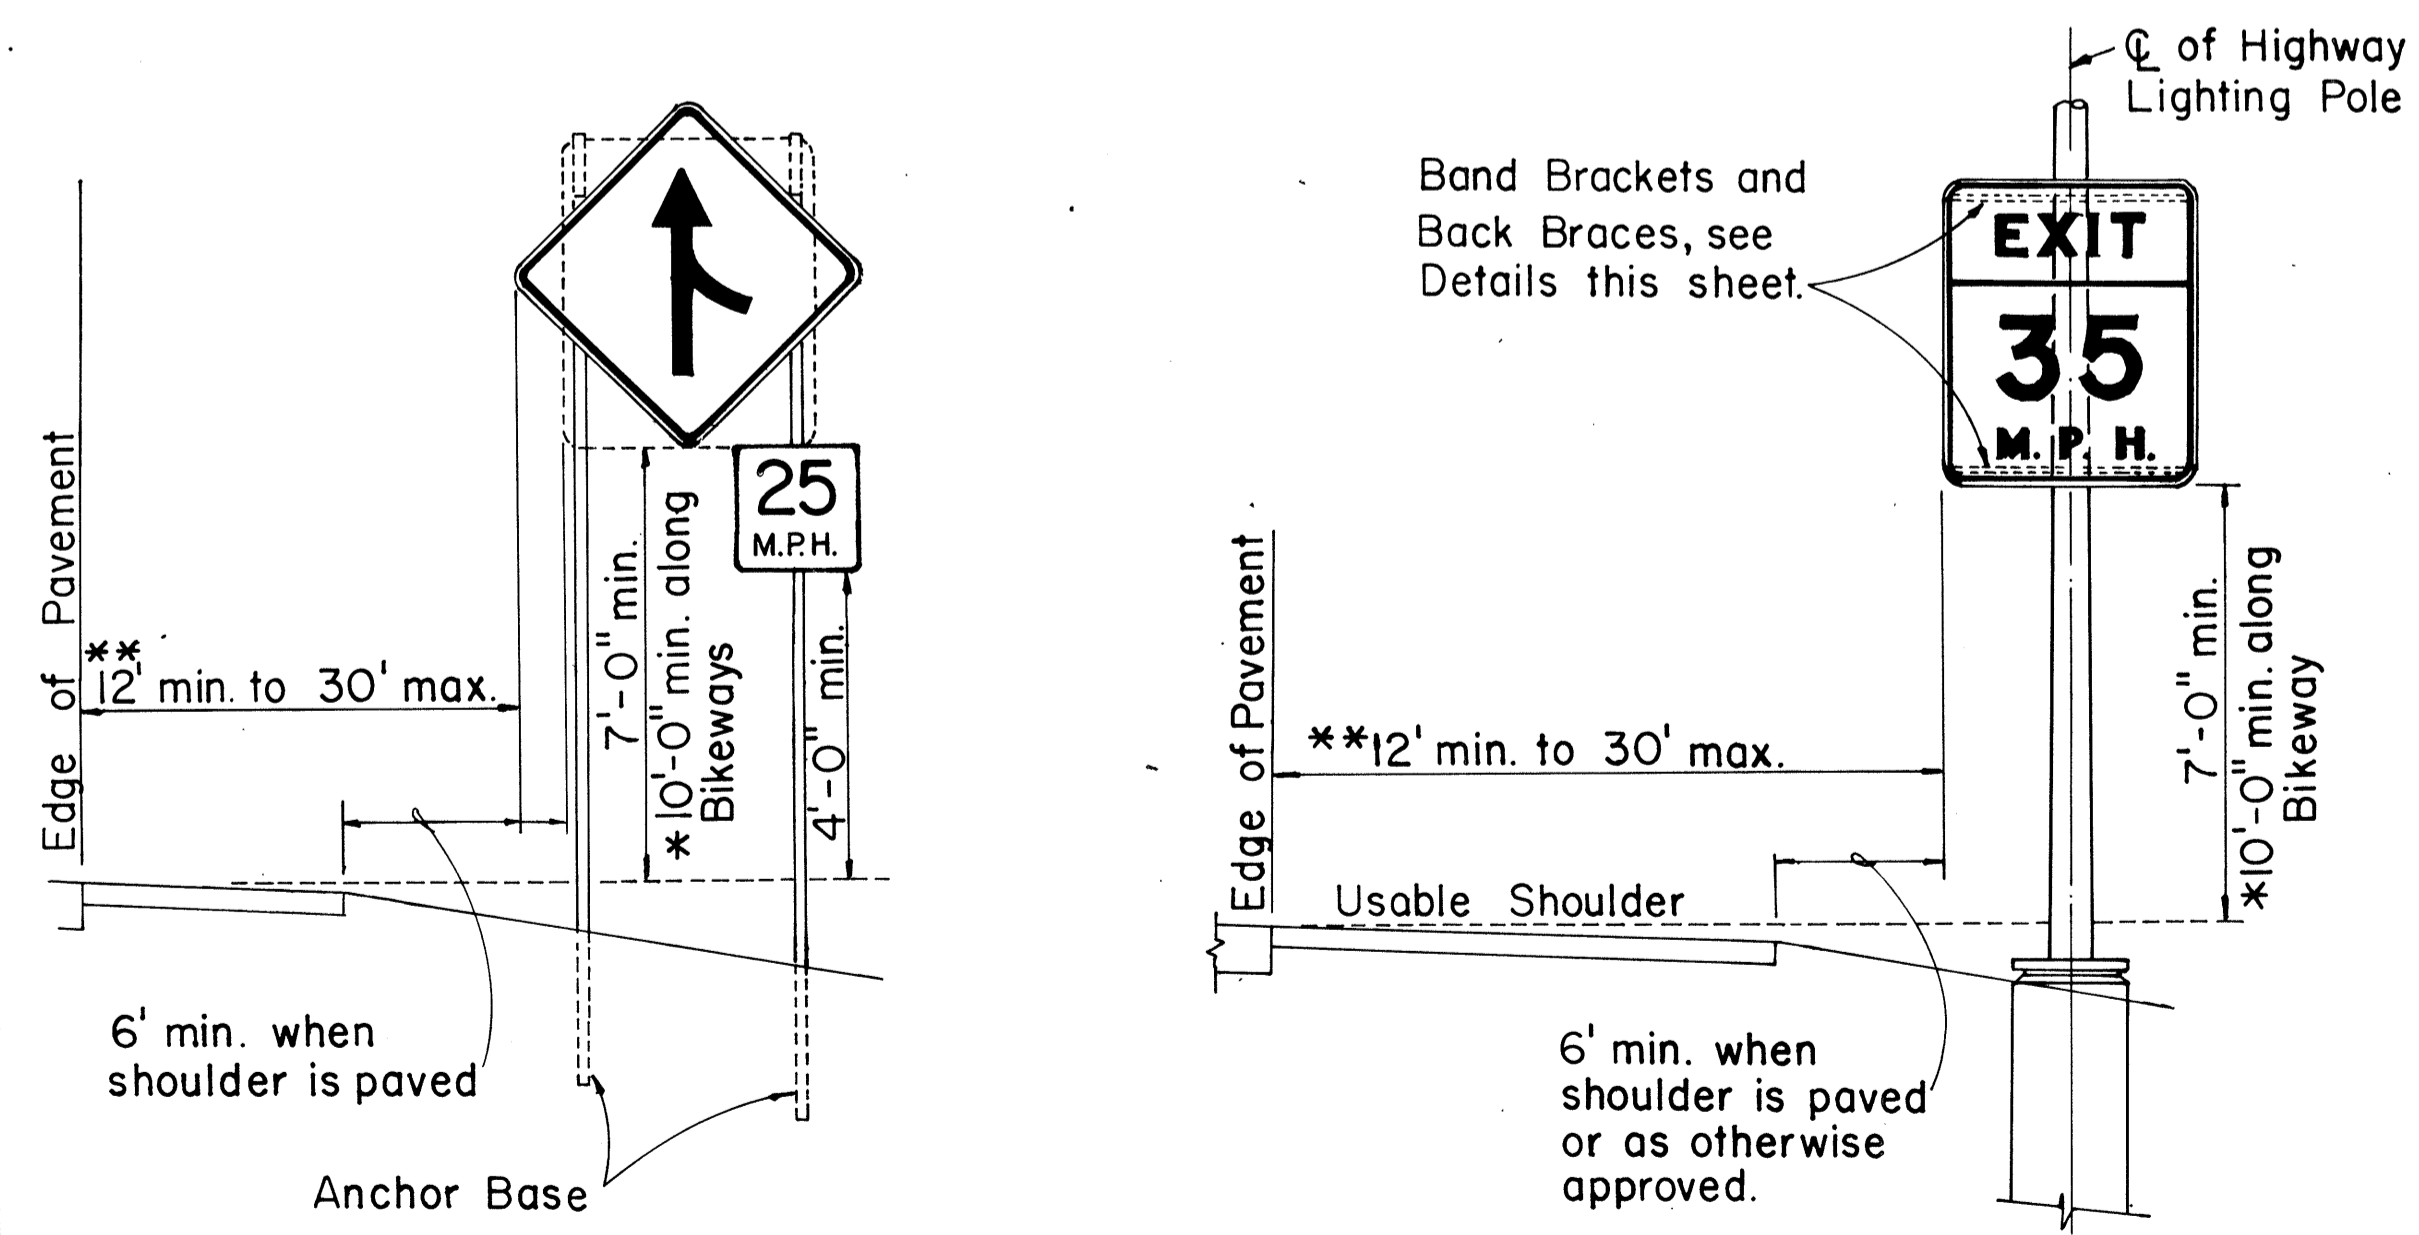 Edge of Pavement
**
12' min. to 30' max.
7'-0" min.
*10'-0" min. along
Bikeways
25
M.P.H.
4'-0" min.
6' min. when
shoulder is paved
Anchor Base
℄ of Highway
Lighting Pole
Band Brackets and
Back Braces, see
Details this sheet.
EXIT
35
M. P. H.
Edge of Pavement
**12' min. to 30' max.
7'-0" min.
*10'-0" min. along
Bikeway
Usable Shoulder
6' min. when
shoulder is paved
or as otherwise
approved.